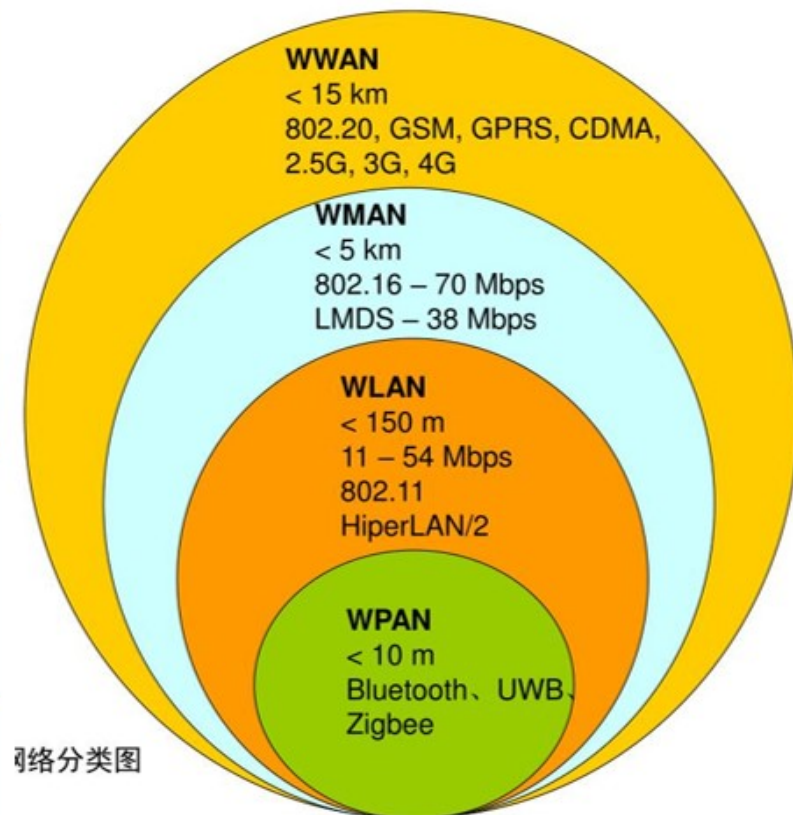 WWAN
< 15 km
802.20, GSM, GPRS, CDMA,
2.5G, 3G, 4G
WMAN
< 5 km
802.16 – 70 Mbps
LMDS – 38 Mbps
WLAN
< 150 m
11 – 54 Mbps
802.11
HiperLAN/2
WPAN
< 10 m
Bluetooth、UWB、
Zigbee
网络分类图